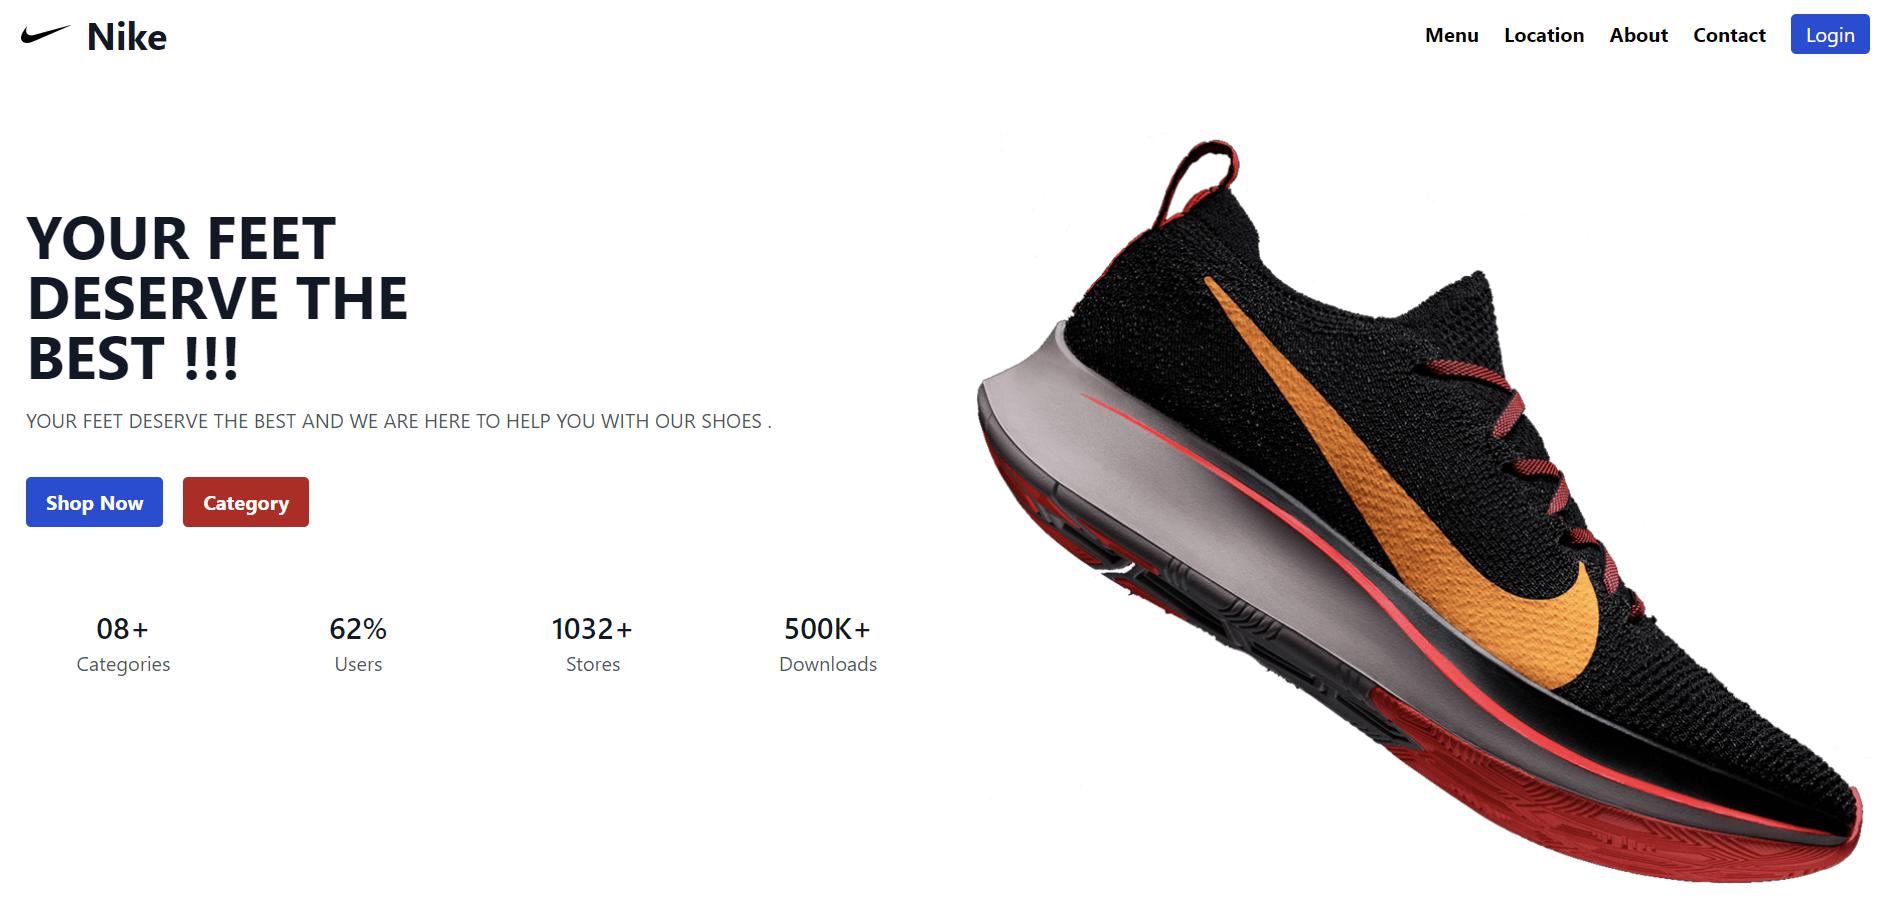 Nike
Menu Location About Contact Login
YOUR FEET
DESERVE THE
BEST !!!
YOUR FEET DESERVE THE BEST AND WE ARE HERE TO HELP YOU WITH OUR SHOES .
Shop Now Category
08+ 62% 1032+ 500K+
Categories Users Stores Downloads